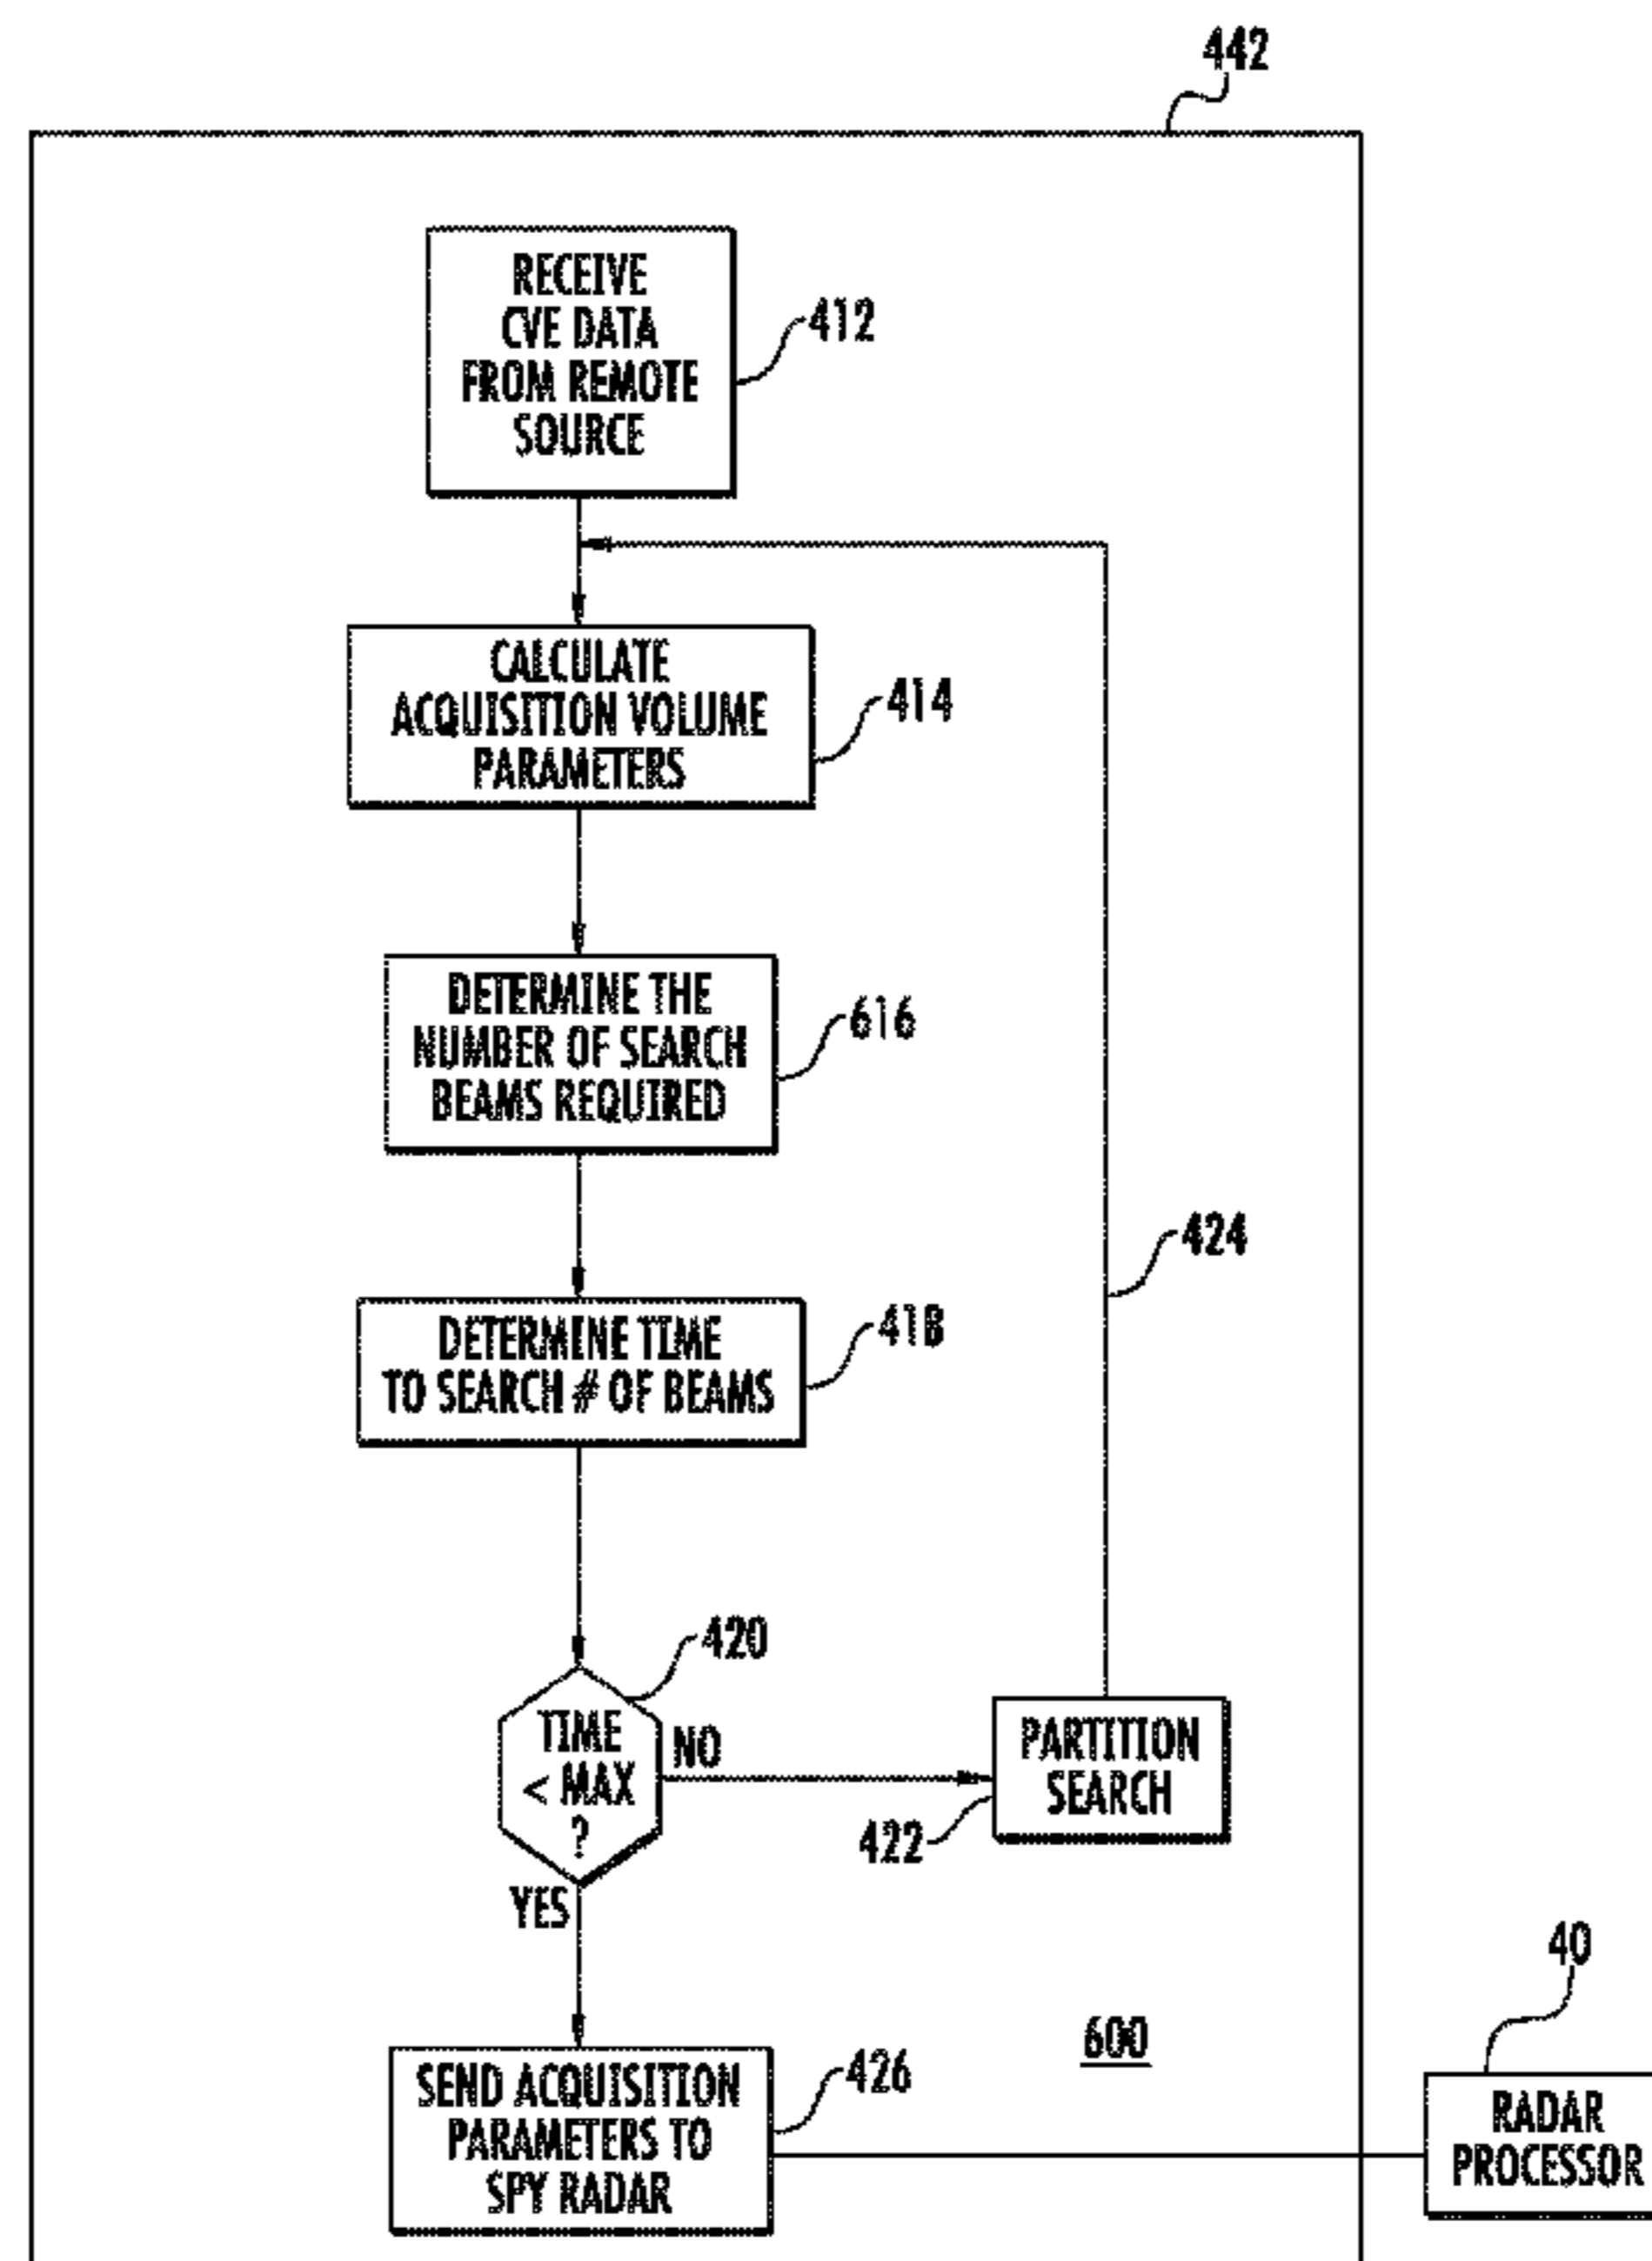 442
RECEIVE
CVE DATA
FROM REMOTE
SOURCE
412
CALCULATE
ACQUISITION VOLUME
PARAMETERS
414
DETERMINE THE
NUMBER OF SEARCH
BEAMS REQUIRED
616
424
DETERMINE TIME
TO SEARCH # OF BEAMS
418
420
TIME
< MAX
?
NO
YES
PARTITION
SEARCH
422
40
600
SEND ACQUISITION
PARAMETERS TO
SPY RADAR
426
RADAR
PROCESSOR